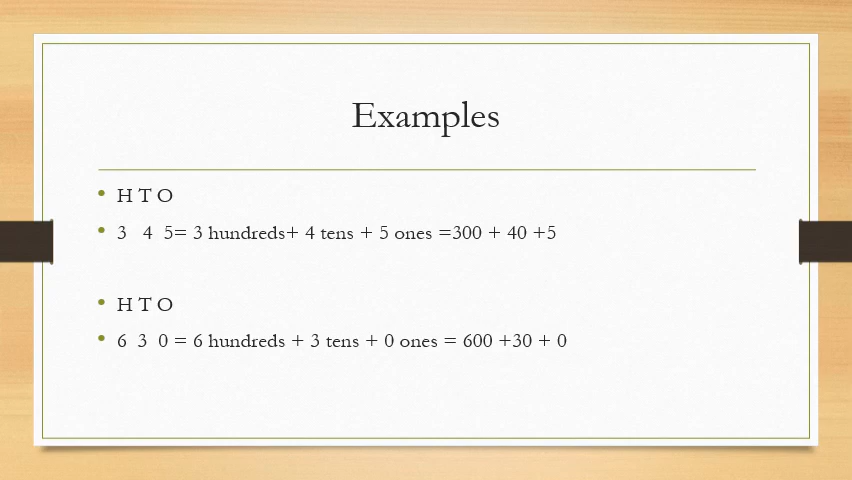 Examples
• H T O
• 3 4 5= 3 hundreds+ 4 tens + 5 ones =300 + 40 +5
• H T O
• 6 3 0 = 6 hundreds + 3 tens + 0 ones = 600 +30 + 0